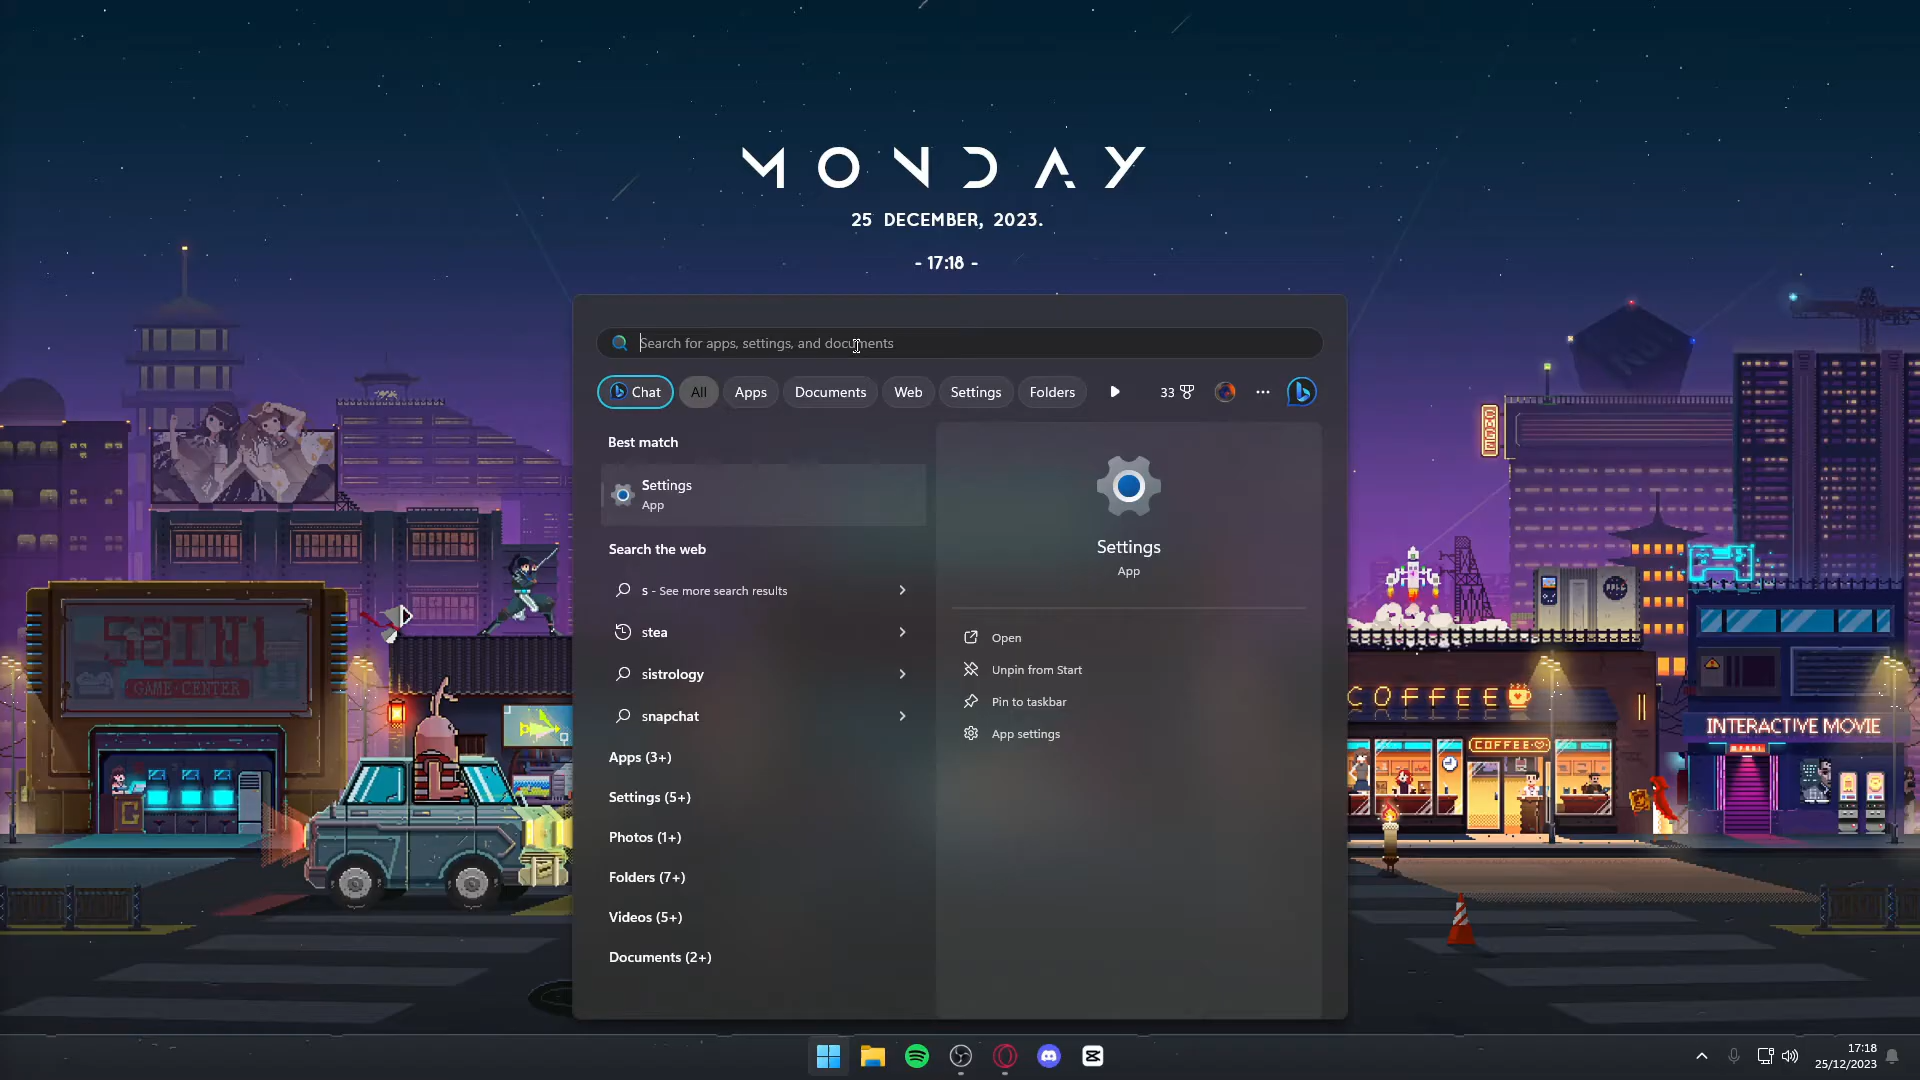 MONDAY
25 DECEMBER, 2023.
- 17:18 -
Search for apps, settings, and documents
Chat
All
Apps
Documents
Web
Settings
Folders
33
Best match
Settings
App
Search the web
s - See more search results
stea
sistrology
snapchat
Apps (3+)
Settings (5+)
Photos (1+)
Folders (7+)
Videos (5+)
Documents (2+)
Settings
App
Open
Unpin from Start
Pin to taskbar
App settings
58IN1
GAME·CENTER
G
GAME
COFFEE
COFFEE
INTERACTIVE MOVIE
17:18
25/12/2023